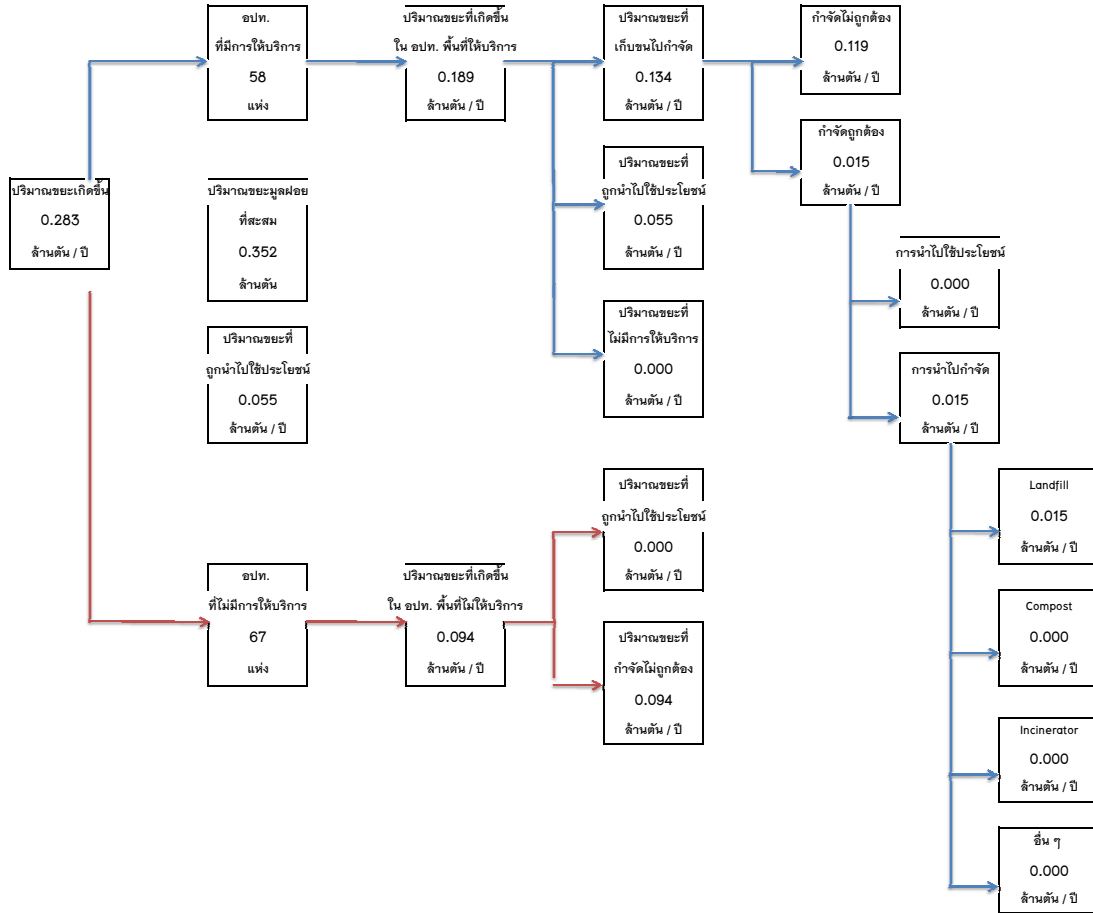 ปริมาณขยะเกิดขึ้น
0.283
ล้านตัน / ปี
อปท.
ที่มีการให้บริการ
58
แห่ง
ปริมาณขยะที่เกิดขึ้น
ใน อปท. พื้นที่ให้บริการ
0.189
ล้านตัน / ปี
ปริมาณขยะที่
เก็บขนไปกำจัด
0.134
ล้านตัน / ปี
กำจัดไม่ถูกต้อง
0.119
ล้านตัน / ปี
กำจัดถูกต้อง
0.015
ล้านตัน / ปี
ปริมาณขยะมูลฝอย
ที่สะสม
0.352
ล้านตัน
ปริมาณขยะที่
ถูกนำไปใช้ประโยชน์
0.055
ล้านตัน / ปี
ปริมาณขยะที่
ถูกนำไปใช้ประโยชน์
0.055
ล้านตัน / ปี
ปริมาณขยะที่
ไม่มีการให้บริการ
0.000
ล้านตัน / ปี
การนำไปใช้ประโยชน์
0.000
ล้านตัน / ปี
การนำไปกำจัด
0.015
ล้านตัน / ปี
Landfill
0.015
ล้านตัน / ปี
Compost
0.000
ล้านตัน / ปี
Incinerator
0.000
ล้านตัน / ปี
อื่น ๆ
0.000
ล้านตัน / ปี
อปท.
ที่ไม่มีการให้บริการ
67
แห่ง
ปริมาณขยะที่เกิดขึ้น
ใน อปท. พื้นที่ไม่ให้บริการ
0.094
ล้านตัน / ปี
ปริมาณขยะที่
ถูกนำไปใช้ประโยชน์
0.000
ล้านตัน / ปี
ปริมาณขยะที่
กำจัดไม่ถูกต้อง
0.094
ล้านตัน / ปี